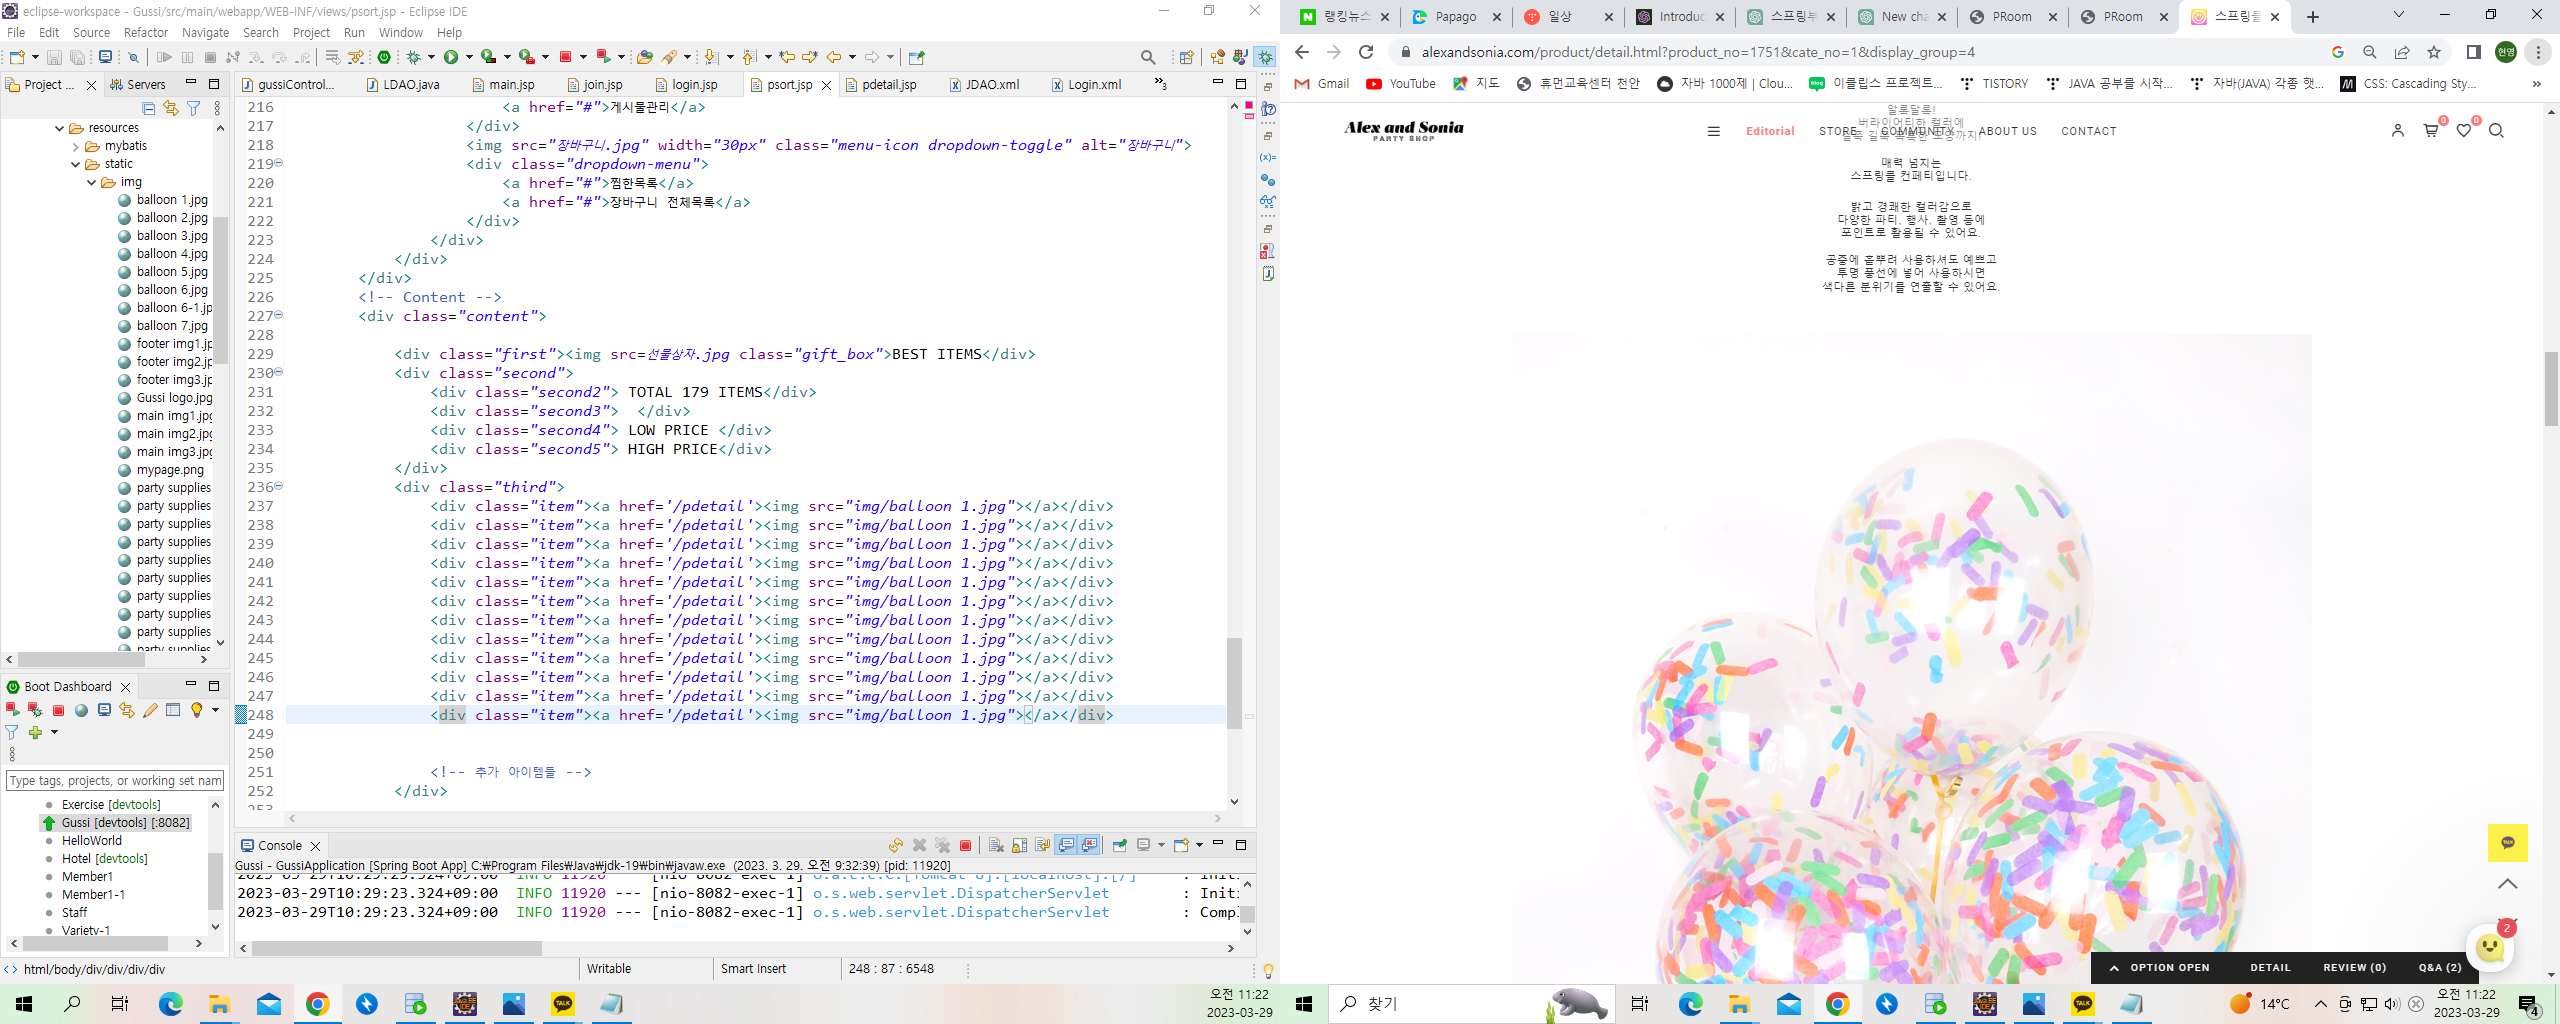 eclipse-workspace - Gussi/src/main/webapp/WEB-INF/views/psort.jsp - Eclipse IDE
File Edit Source Refactor Navigate Search Project Run Window Help
Project ... Servers
resources
mybatis
static
img
balloon 1.jpg
balloon 2.jpg
balloon 3.jpg
balloon 4.jpg
balloon 5.jpg
balloon 6.jpg
balloon 6-1.jp
balloon 7.jpg
footer img1.jp
footer img2.jp
footer img3.jp
Gussi logo.jpg
main img1.jpg
main img2.jpg
main img3.jpg
mypage.png
party supplies
party supplies
party supplies
party supplies
party supplies
party supplies
party supplies
party supplies
party supplies
party supplies
Boot Dashboard
Type tags, projects, or working set nam
Exercise [devtools]
Gussi [devtools] [:8082]
HelloWorld
Hotel [devtools]
Member1
Member1-1
Staff
Variety-1
gussiControl... LDAO.java main.jsp join.jsp login.jsp psort.jsp pdetail.jsp JDAO.xml Login.xml »3
216 <a href="#">게시물관리</a>
217 </div>
218 <img src="장바구니.jpg" width="30px" class="menu-icon dropdown-toggle" alt="장바구니">
219 <div class="dropdown-menu">
220 <a href="#">찜한목록</a>
221 <a href="#">장바구니 전체목록</a>
222 </div>
223 </div>
224 </div>
225 </div>
226 <!-- Content -->
227 <div class="content">
228
229 <div class="first"><img src=선물상자.jpg class="gift_box">BEST ITEMS</div>
230 <div class="second">
231 <div class="second2"> TOTAL 179 ITEMS</div>
232 <div class="second3">  </div>
233 <div class="second4"> LOW PRICE </div>
234 <div class="second5"> HIGH PRICE</div>
235 </div>
236 <div class="third">
237 <div class="item"><a href='/pdetail'><img src="img/balloon 1.jpg"></a></div>
238 <div class="item"><a href='/pdetail'><img src="img/balloon 1.jpg"></a></div>
239 <div class="item"><a href='/pdetail'><img src="img/balloon 1.jpg"></a></div>
240 <div class="item"><a href='/pdetail'><img src="img/balloon 1.jpg"></a></div>
241 <div class="item"><a href='/pdetail'><img src="img/balloon 1.jpg"></a></div>
242 <div class="item"><a href='/pdetail'><img src="img/balloon 1.jpg"></a></div>
243 <div class="item"><a href='/pdetail'><img src="img/balloon 1.jpg"></a></div>
244 <div class="item"><a href='/pdetail'><img src="img/balloon 1.jpg"></a></div>
245 <div class="item"><a href='/pdetail'><img src="img/balloon 1.jpg"></a></div>
246 <div class="item"><a href='/pdetail'><img src="img/balloon 1.jpg"></a></div>
247 <div class="item"><a href='/pdetail'><img src="img/balloon 1.jpg"></a></div>
248 <div class="item"><a href='/pdetail'><img src="img/balloon 1.jpg"></a></div>
249
250
251 <!-- 추가 아이템들 -->
252 </div>
253
Console
Gussi - GussiApplication [Spring Boot App] C:₩Program Files₩Java₩jdk-19₩bin₩javaw.exe (2023. 3. 29. 오전 9:32:39) [pid: 11920]
2023-03-29T10:29:23.324+09:00 INFO 11920 --- [nio-8082-exec-1] o.a.c.c.C.[Tomcat-6].[localhost].[/] : Init
2023-03-29T10:29:23.324+09:00 INFO 11920 --- [nio-8082-exec-1] o.s.web.servlet.DispatcherServlet : Init
2023-03-29T10:29:23.324+09:00 INFO 11920 --- [nio-8082-exec-1] o.s.web.servlet.DispatcherServlet : Compl
html/body/div/div/div/div Writable Smart Insert 248 : 87 : 6548
오전 11:22
2023-03-29
랭킹뉴스 Papago 일상 Introduc 스프링부 New cha PRoom PRoom 스프링클
alexandsonia.com/product/detail.html?product_no=1751&cate_no=1&display_group=4
현영
Gmail YouTube 지도 휴먼교육센터 천안 자바 1000제 | Clou... 이클립스 프로젝트... TISTORY JAVA 공부를 시작... 자바(JAVA) 각종 햇... CSS: Cascading Sty... »
Alex and Sonia
PARTY SHOP
Editorial STORE COMMUNITY ABOUT US CONTACT
0 0
알록달록!
버라이어티한 컬러에
매력 넘치는
스프링클 컨페티입니다.
밝고 경쾌한 컬러감으로
다양한 파티, 행사, 촬영 등에
포인트로 활용될 수 있어요.
공중에 흩뿌려 사용하셔도 예쁘고
투명 풍선에 넣어 사용하시면
색다른 분위기를 연출할 수 있어요.
2
OPTION OPEN DETAIL REVIEW (0) Q&A (2)
찾기
14°C
오전 11:22
2023-03-29
4